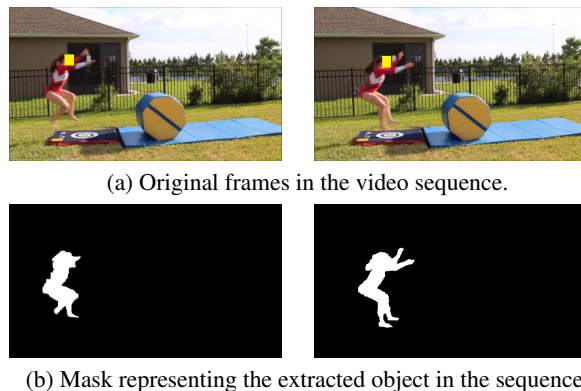 (a) Original frames in the video sequence.
(b) Mask representing the extracted object in the sequence